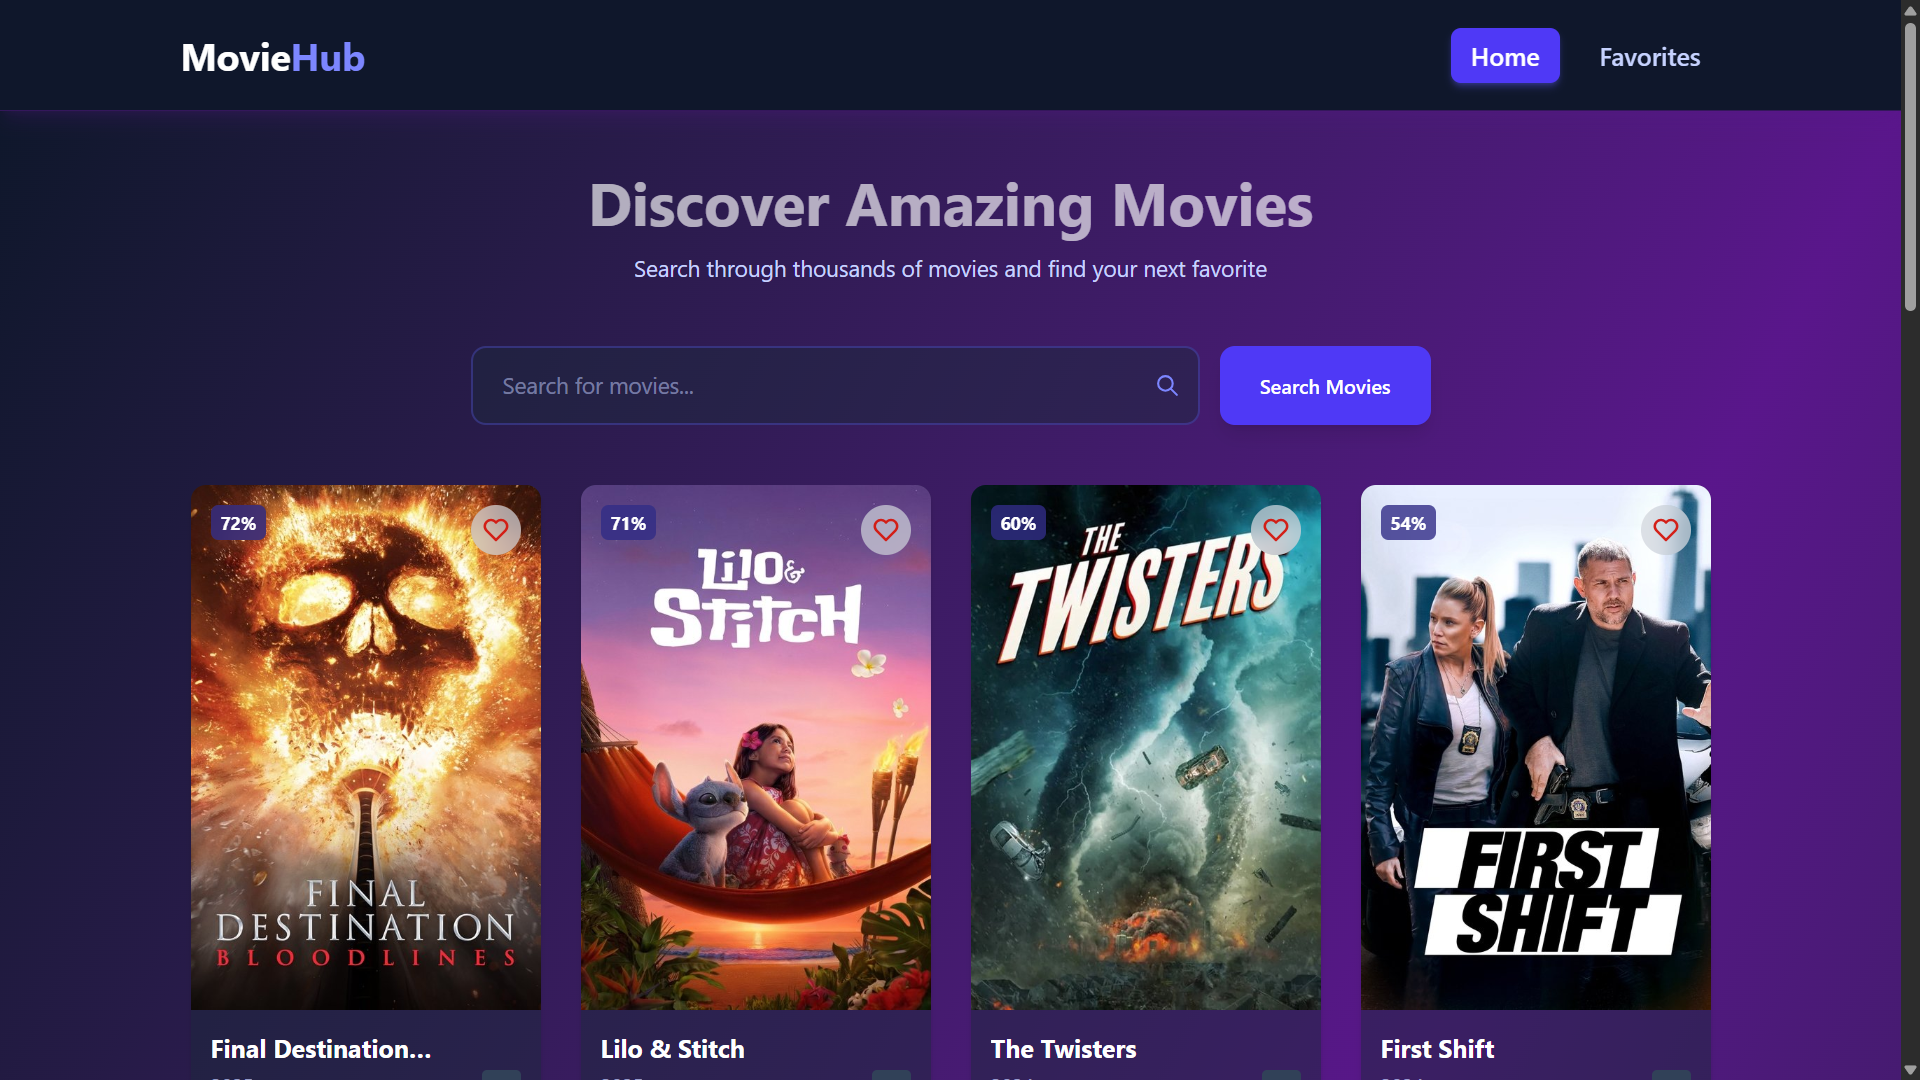 MovieHub
Home
Favorites
Discover Amazing Movies
Search through thousands of movies and find your next favorite
Search for movies...
Search Movies
72%
FINAL
DESTINATION
BLOODLINES
Final Destination...
71%
Lilo &
Stitch
Lilo & Stitch
60%
THE
TWISTERS
The Twisters
54%
FIRST
SHIFT
First Shift